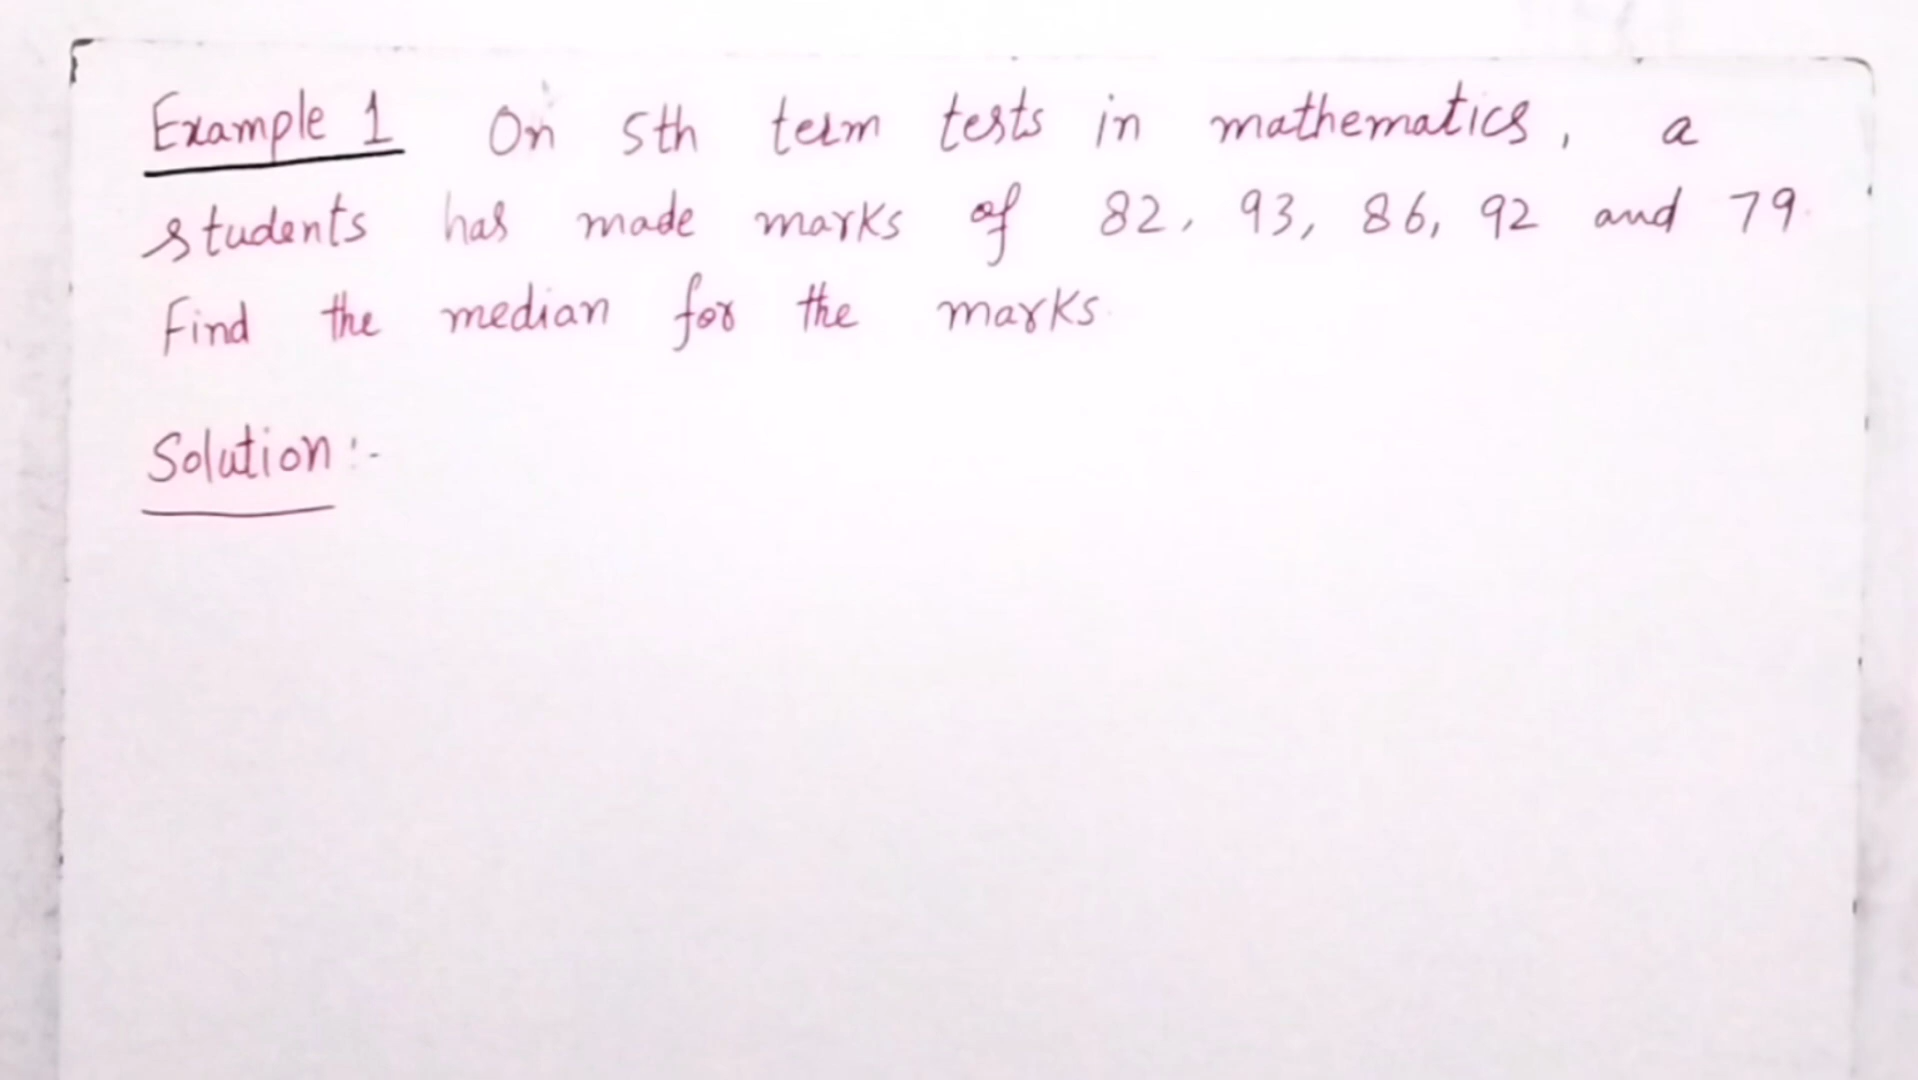 Example 1 On 5th term tests in mathematics, a
students has made marks of 82, 93, 86, 92 and 79.
Find the median for the marks.
Solution :-